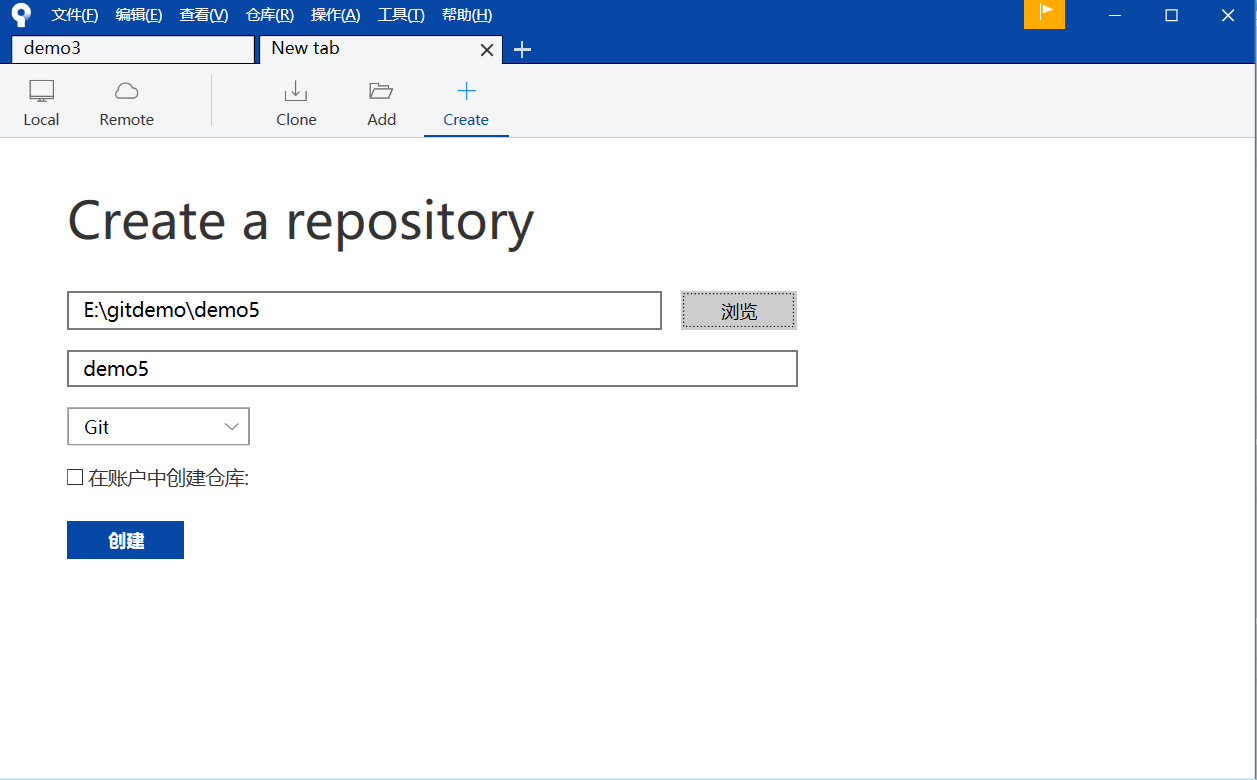 文件(F) 编辑(E) 查看(V) 仓库(R) 操作(A) 工具(T) 帮助(H)
demo3 New tab
Local Remote Clone Add Create
Create a repository
E:\gitdemo\demo5 浏览
demo5
Git
在账户中创建仓库:
创建